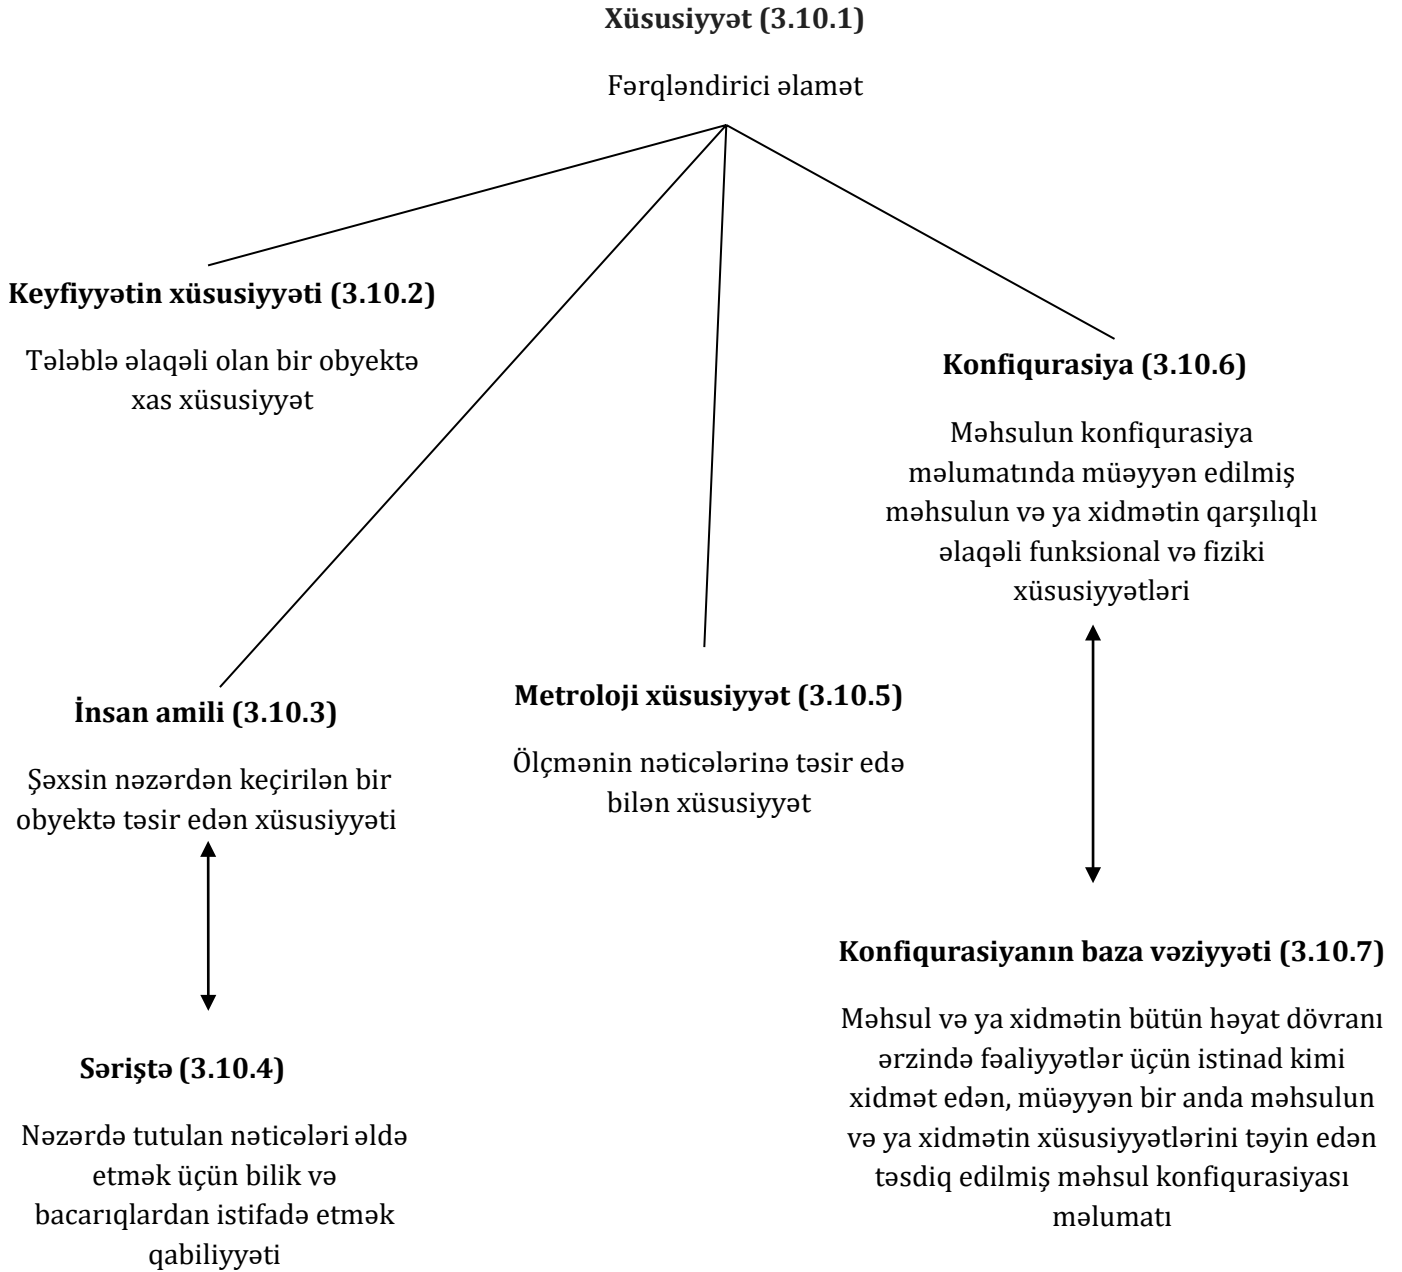 Xüsusiyyət (3.10.1)
Fərqləndirici əlamət
Keyfiyyətin xüsusiyyəti (3.10.2)
Tələblə əlaqəli olan bir obyektə
xas xüsusiyyət
Konfiqurasiya (3.10.6)
Məhsulun konfiqurasiya
məlumatında müəyyən edilmiş
məhsulun və ya xidmətin qarşılıqlı
əlaqəli funksional və fiziki
xüsusiyyətləri
İnsan amili (3.10.3)
Şəxsin nəzərdən keçirilən bir
obyektə təsir edən xüsusiyyəti
Metroloji xüsusiyyət (3.10.5)
Ölçmənin nəticələrinə təsir edə
bilən xüsusiyyət
Səriştə (3.10.4)
Nəzərdə tutulan nəticələri əldə
etmək üçün bilik və
bacarıqlardan istifadə etmək
qabiliyyəti
Konfiqurasiyanın baza vəziyyəti (3.10.7)
Məhsul və ya xidmətin bütün həyat dövranı
ərzində fəaliyyətlər üçün istinad kimi
xidmət edən, müəyyən bir anda məhsulun
və ya xidmətin xüsusiyyətlərini təyin edən
təsdiq edilmiş məhsul konfiqurasiyası
məlumatı